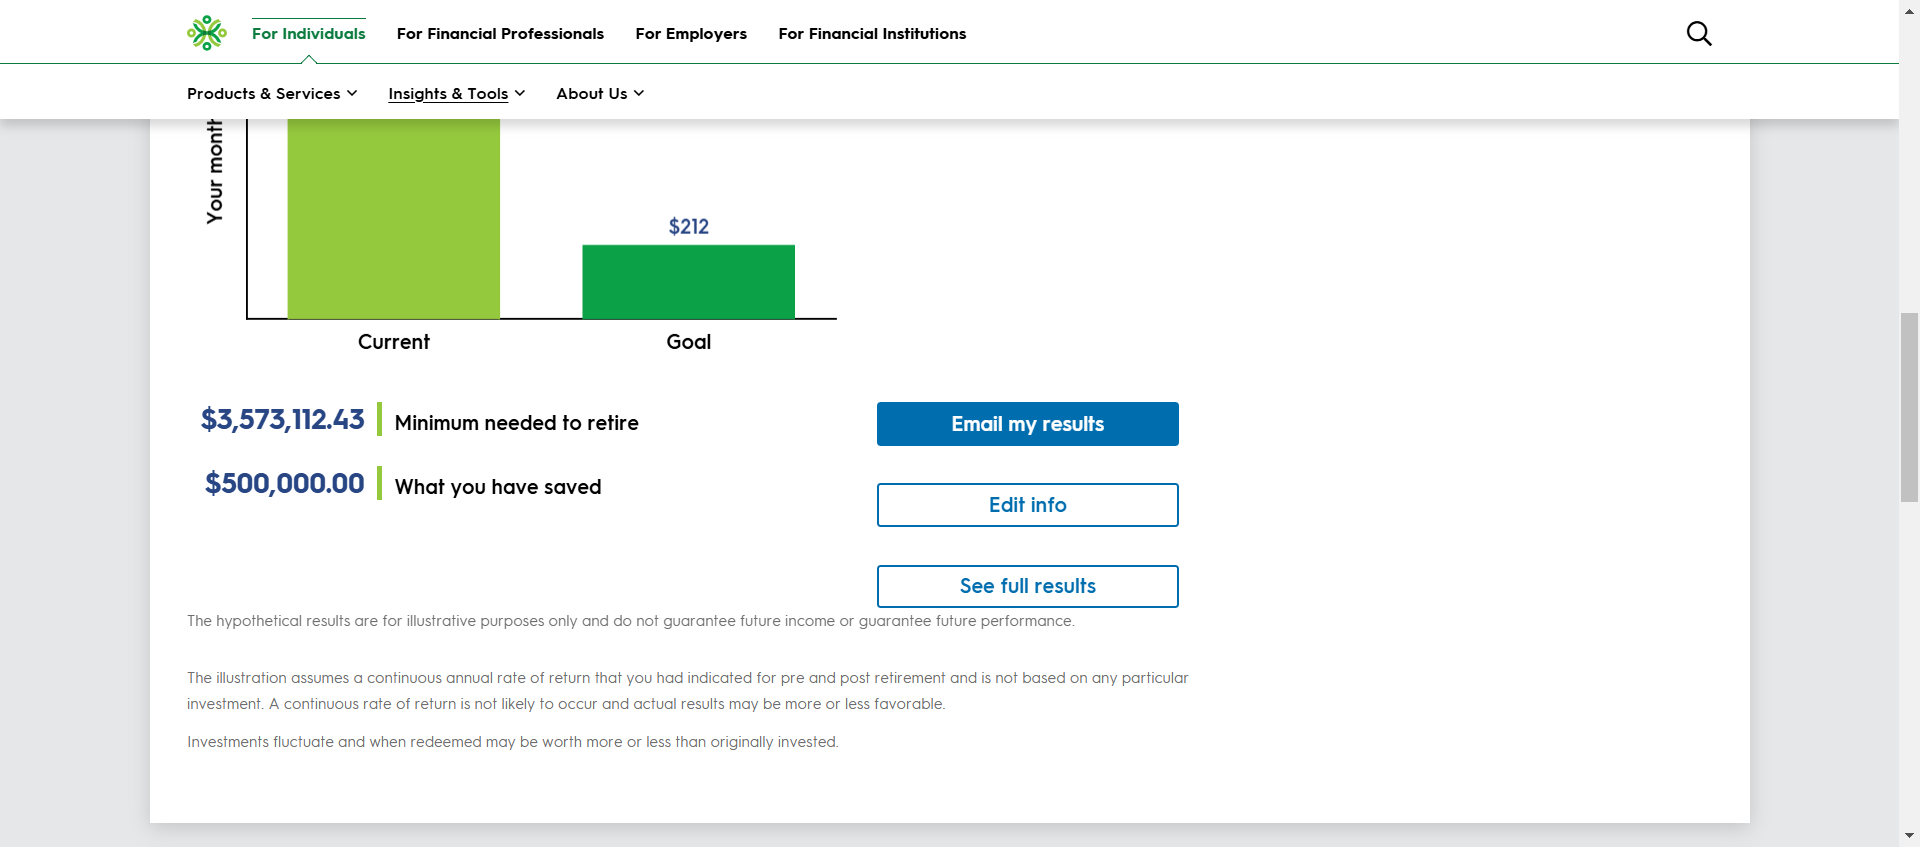 For Individuals For Financial Professionals For Employers For Financial Institutions
Products & Services Insights & Tools About Us
Your
$212
Current Goal
$3,573,112.43 Minimum needed to retire
Email my results
$500,000.00 What you have saved
Edit info
See full results
The hypothetical results are for illustrative purposes only and do not guarantee future income or guarantee future performance.
The illustration assumes a continuous annual rate of return that you had indicated for pre and post retirement and is not based on any particular
investment. A continuous rate of return is not likely to occur and actual results may be more or less favorable.
Investments fluctuate and when redeemed may be worth more or less than originally invested.